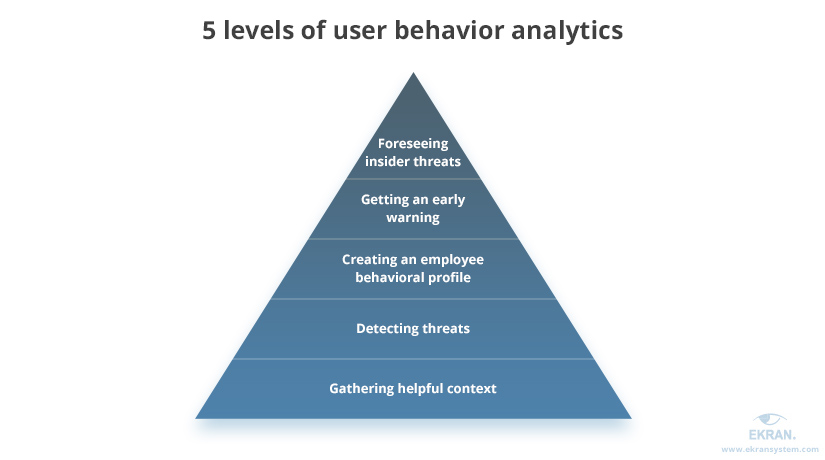 5 levels of user behavior analytics
Foreseeing
insider threats
Getting an early
warning
Creating an employee
behavioral profile
Detecting threats
Gathering helpful context
EKRAN.
www.ekransystem.com